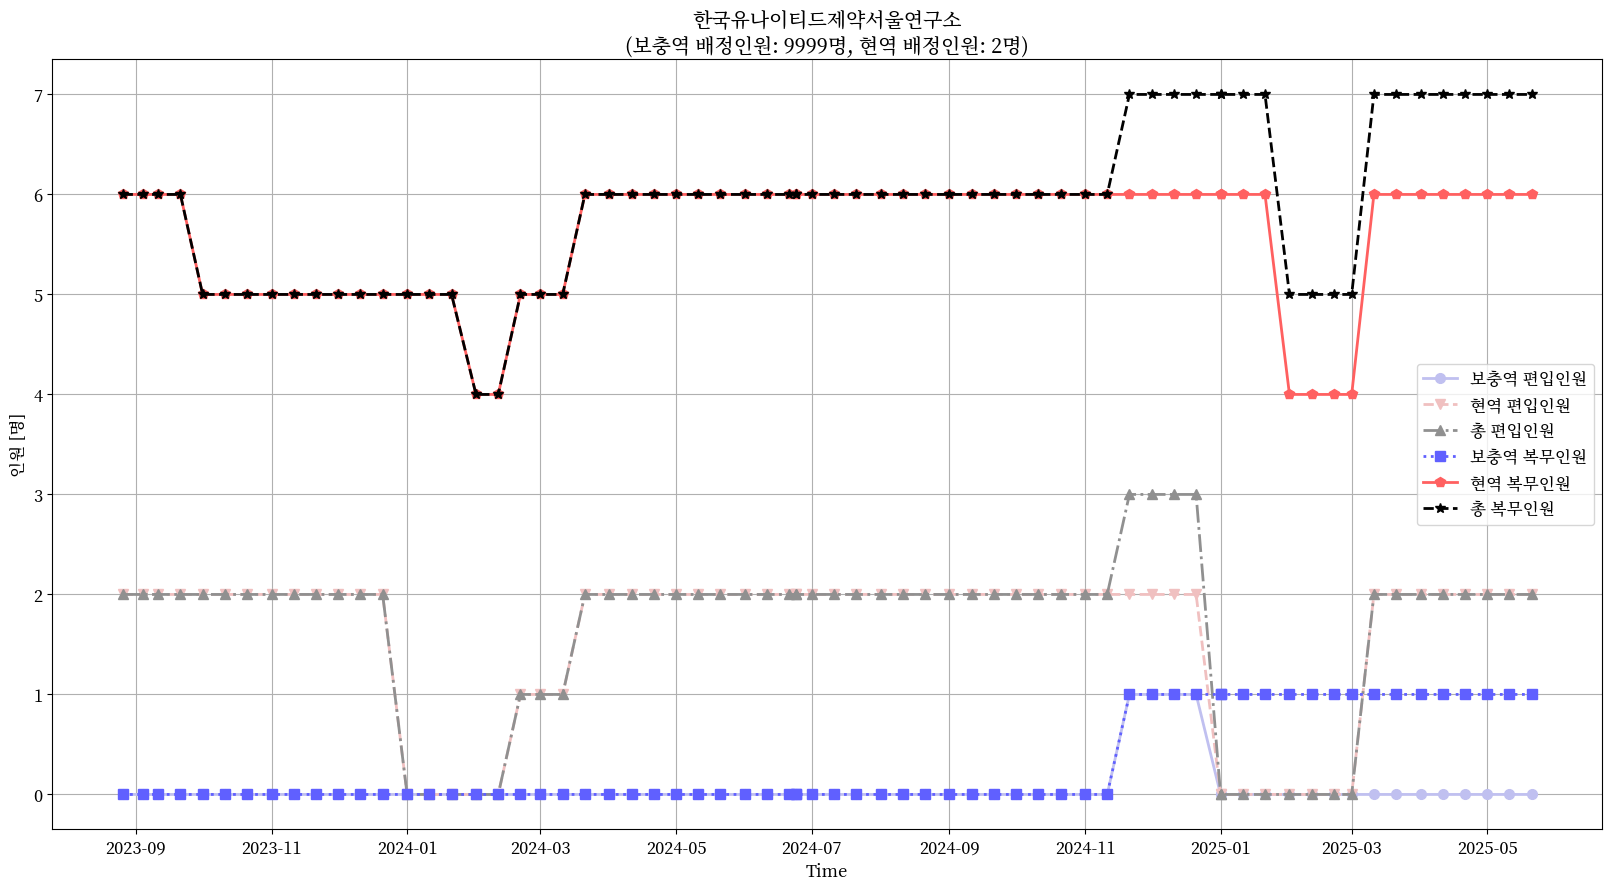 한국유나이티드제약서울연구소
(보충역 배정인원: 9999명, 현역 배정인원: 2명)
인원 [명]
7
6
5
4
3
2
1
0
보충역 편입인원
현역 편입인원
총 편입인원
보충역 복무인원
현역 복무인원
총 복무인원
2023-09
2023-11
2024-01
2024-03
2024-05
2024-07
2024-09
2024-11
2025-01
2025-03
2025-05
Time